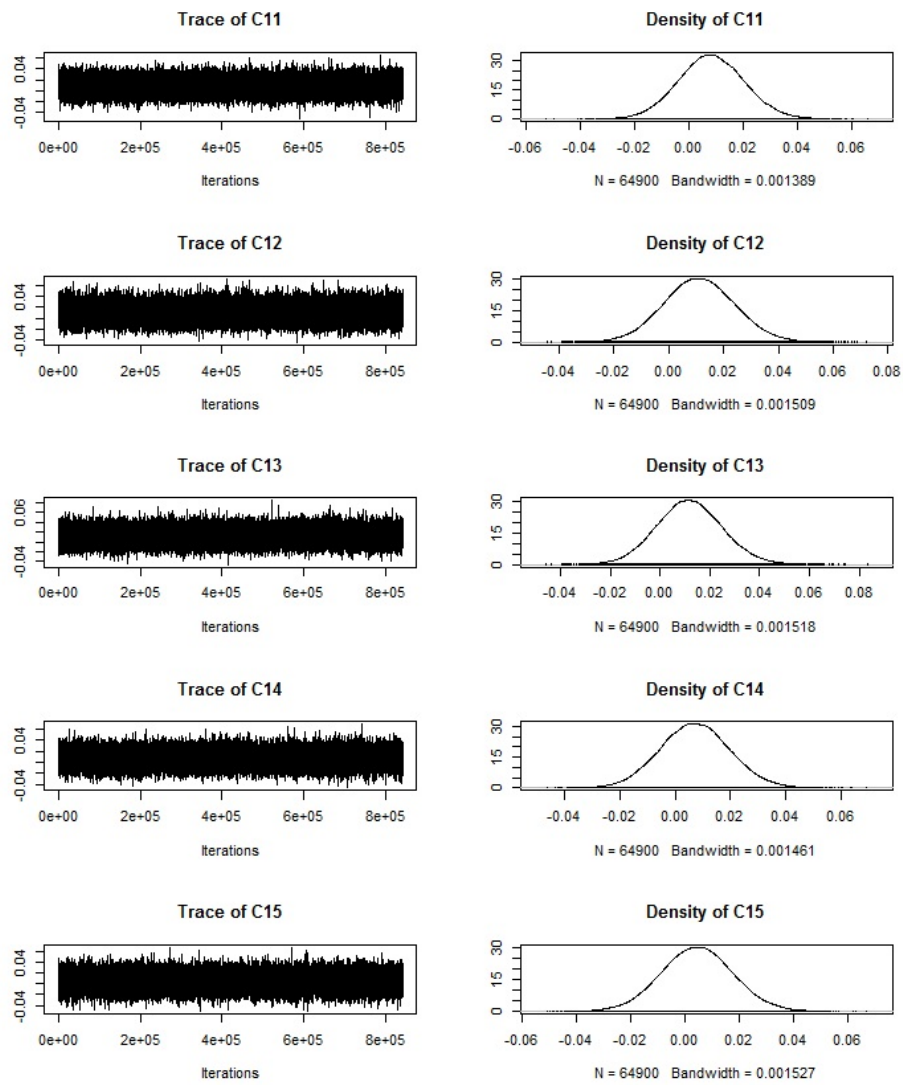 Trace of C11
Density of C11
0.04
-0.04
0e+00 2e+05 4e+05 6e+05 8e+05
Iterations
30
15
0
-0.06 -0.04 -0.02 0.00 0.02 0.04 0.06
N = 64900 Bandwidth = 0.001389
Trace of C12
Density of C12
0.04
-0.04
0e+00 2e+05 4e+05 6e+05 8e+05
Iterations
30
15
0
-0.04 -0.02 0.00 0.02 0.04 0.06 0.08
N = 64900 Bandwidth = 0.001509
Trace of C13
Density of C13
0.06
-0.04
0e+00 2e+05 4e+05 6e+05 8e+05
Iterations
30
15
0
-0.04 -0.02 0.00 0.02 0.04 0.06 0.08
N = 64900 Bandwidth = 0.001518
Trace of C14
Density of C14
0.04
-0.04
0e+00 2e+05 4e+05 6e+05 8e+05
Iterations
30
15
0
-0.04 -0.02 0.00 0.02 0.04 0.06
N = 64900 Bandwidth = 0.001461
Trace of C15
Density of C15
0.04
-0.04
0e+00 2e+05 4e+05 6e+05 8e+05
Iterations
30
15
0
-0.06 -0.04 -0.02 0.00 0.02 0.04 0.06
N = 64900 Bandwidth = 0.001527